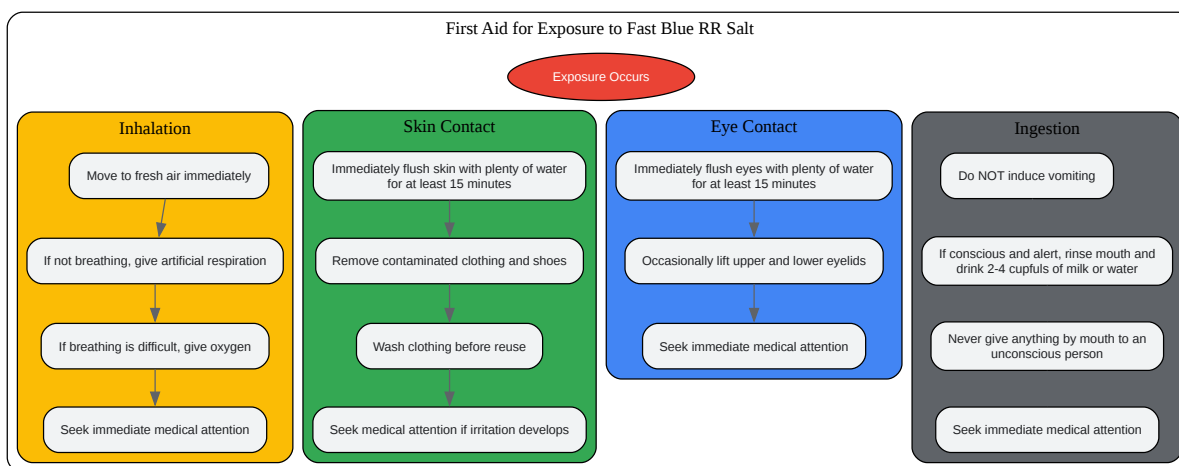 First Aid for Exposure to Fast Blue RR Salt
Exposure Occurs
Inhalation
Move to fresh air immediately
If not breathing, give artificial respiration
If breathing is difficult, give oxygen
Seek immediate medical attention
Skin Contact
Immediately flush skin with plenty of water
for at least 15 minutes
Remove contaminated clothing and shoes
Wash clothing before reuse
Seek medical attention if irritation develops
Eye Contact
Immediately flush eyes with plenty of water
for at least 15 minutes
Occasionally lift upper and lower eyelids
Seek immediate medical attention
Ingestion
Do NOT induce vomiting
If conscious and alert, rinse mouth and
drink 2-4 cupfuls of milk or water
Never give anything by mouth to an
unconscious person
Seek immediate medical attention